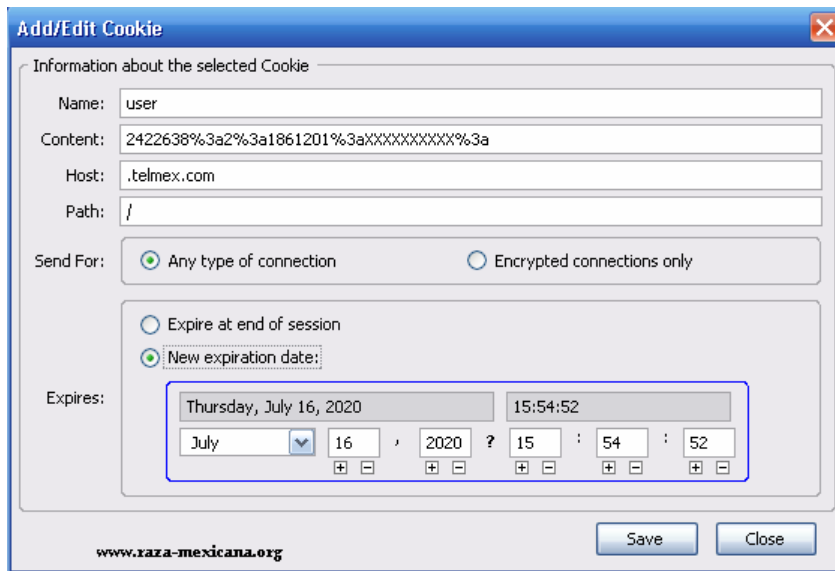 Add/Edit Cookie
Information about the selected Cookie
Name: user
Content: 2422638%3a2%3a1861201%3aXXXXXXXXXX%3a
Host: .telmex.com
Path: /
Send For: Any type of connection Encrypted connections only
Expire at end of session
New expiration date:
Expires:
Thursday, July 16, 2020 15:54:52
July 16 , 2020 ? 15 : 54 : 52
+ - + - + - + - + -
Save Close
www.raza-mexicana.org